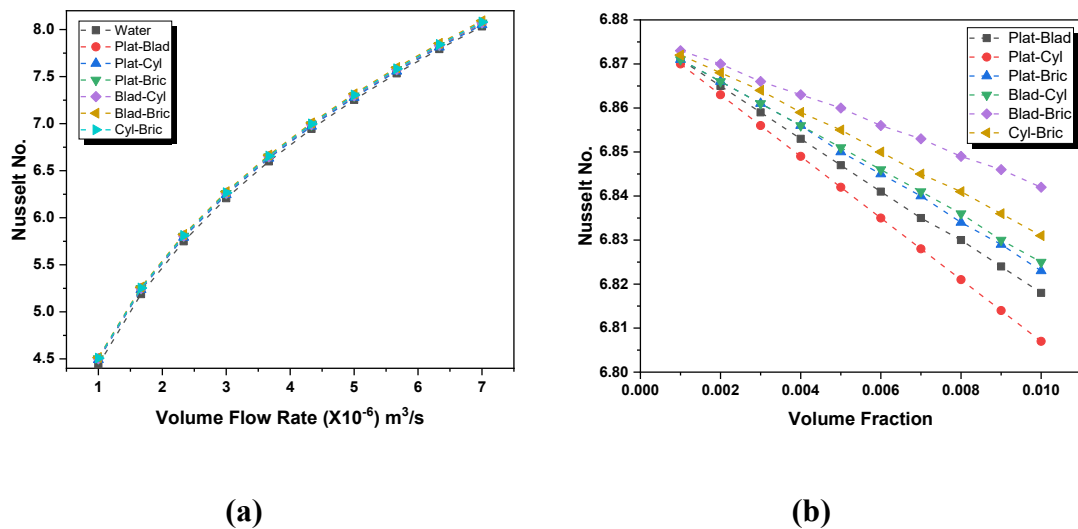 8.0
7.5
7.0
6.5
6.0
5.5
5.0
4.5
Nusselt No.
Water
Plat-Blad
Plat-Cyl
Plat-Bric
Blad-Cyl
Blad-Bric
Cyl-Bric
1 2 3 4 5 6 7
Volume Flow Rate (X10⁻⁶) m³/s
(a)
6.88
6.87
6.86
6.85
6.84
6.83
6.82
6.81
6.80
Nusselt No.
Plat-Blad
Plat-Cyl
Plat-Bric
Blad-Cyl
Blad-Bric
Cyl-Bric
0.000 0.002 0.004 0.006 0.008 0.010
Volume Fraction
(b)